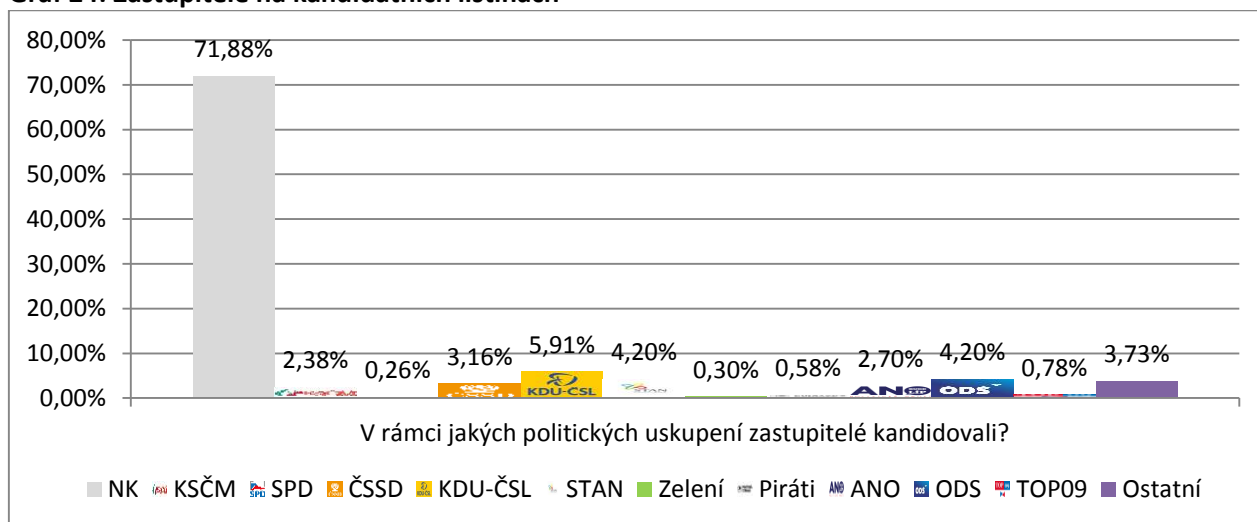 80,00%
71,88%
70,00%
60,00%
50,00%
40,00%
30,00%
20,00%
10,00%
2,38% 0,26% 3,16% 5,91% 4,20% 0,30% 0,58% 2,70% 4,20% 0,78% 3,73%
KDU-ČSL STAN ANO ODS
0,00%
V rámci jakých politických uskupení zastupitelé kandidovali?
NK KSČM SPD ČSSD KDU-ČSL STAN Zelení Piráti ANO ODS TOP09 Ostatní